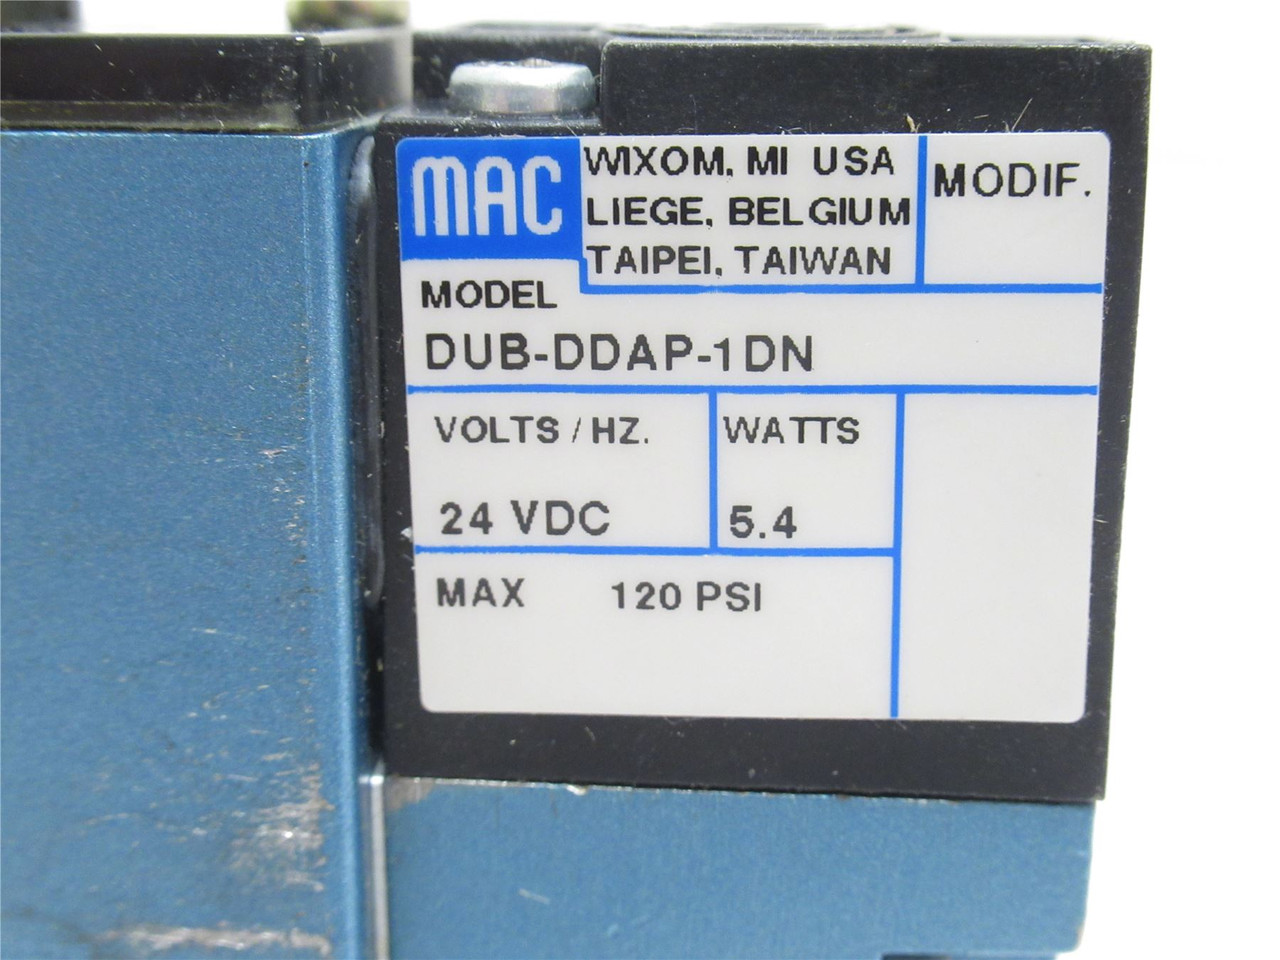 MAC
WIXOM, MI USA
LIEGE, BELGIUM
TAIPEI, TAIWAN
MODIF.
MODEL
DUB-DDAP-1DN
VOLTS / HZ.
24 VDC
WATTS
5.4
MAX 120 PSI